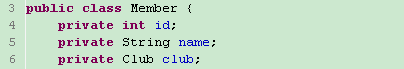 3 public class Member {
4     private int id;
5     private String name;
6     private Club club;